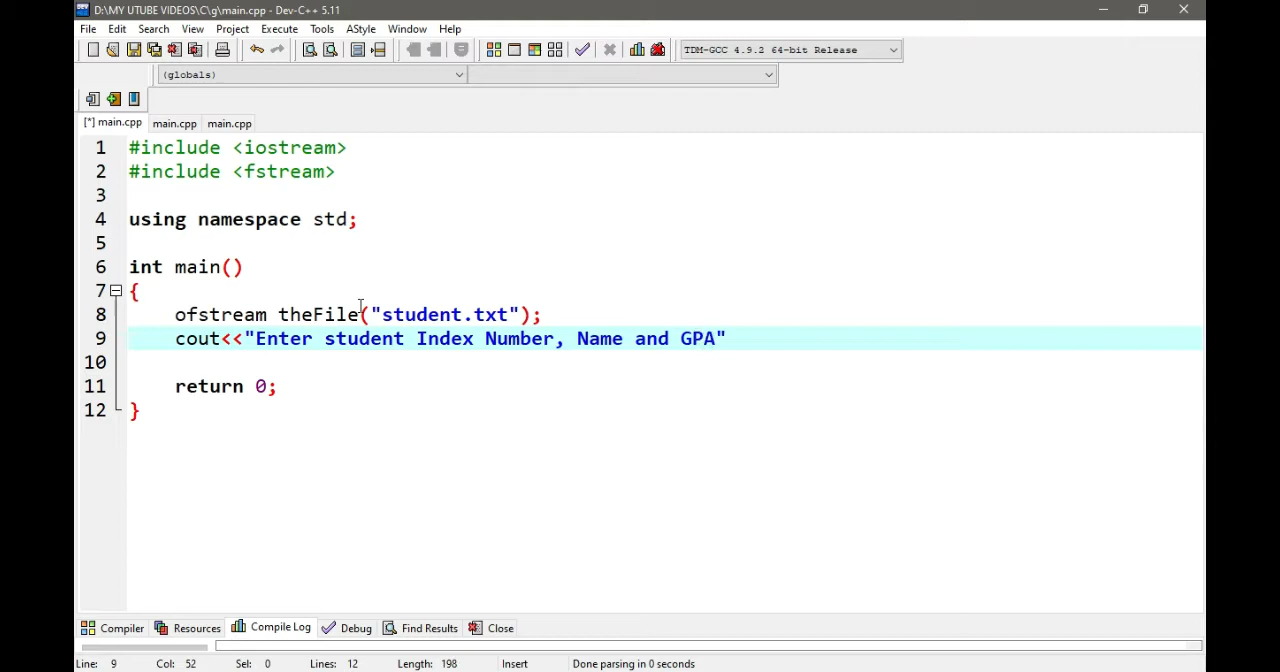 D:\MY UTUBE VIDEOS\C\g\main.cpp - Dev-C++ 5.11
File Edit Search View Project Execute Tools AStyle Window Help
TDM-GCC 4.9.2 64-bit Release
(globals)
[*] main.cpp main.cpp main.cpp
1 #include <iostream>
2 #include <fstream>
3
4 using namespace std;
5
6 int main()
7 {
8 ofstream theFile("student.txt");
9 cout<<"Enter student Index Number, Name and GPA"
10
11 return 0;
12 }
Compiler Resources Compile Log Debug Find Results Close
Line: 9 Col: 52 Sel: 0 Lines: 12 Length: 198 Insert Done parsing in 0 seconds